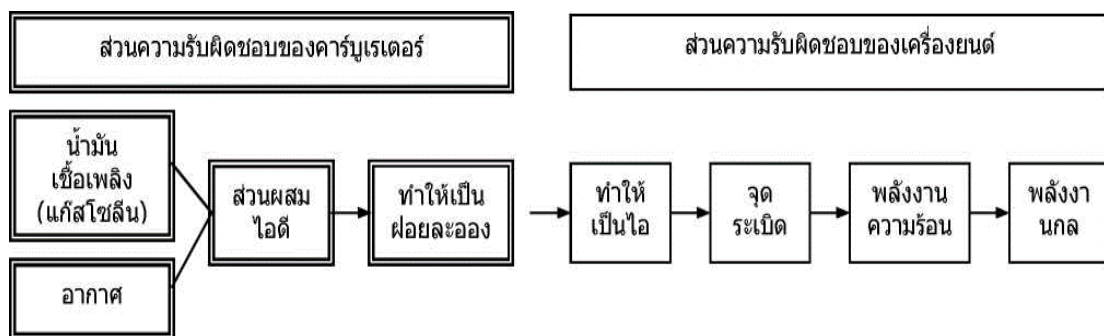 ส่วนความรับผิดชอบของคาร์บูเรเตอร์
ส่วนความรับผิดชอบของเครื่องยนต์
น้ำมัน
เชื้อเพลิง
(แก๊สโซลีน)
อากาศ
ส่วนผสม
ไอดี
ทำให้เป็น
ฝอยละออง
ทำให้
เป็นไอ
จุด
ระเบิด
พลังงาน
ความร้อน
พลังงา
นกล